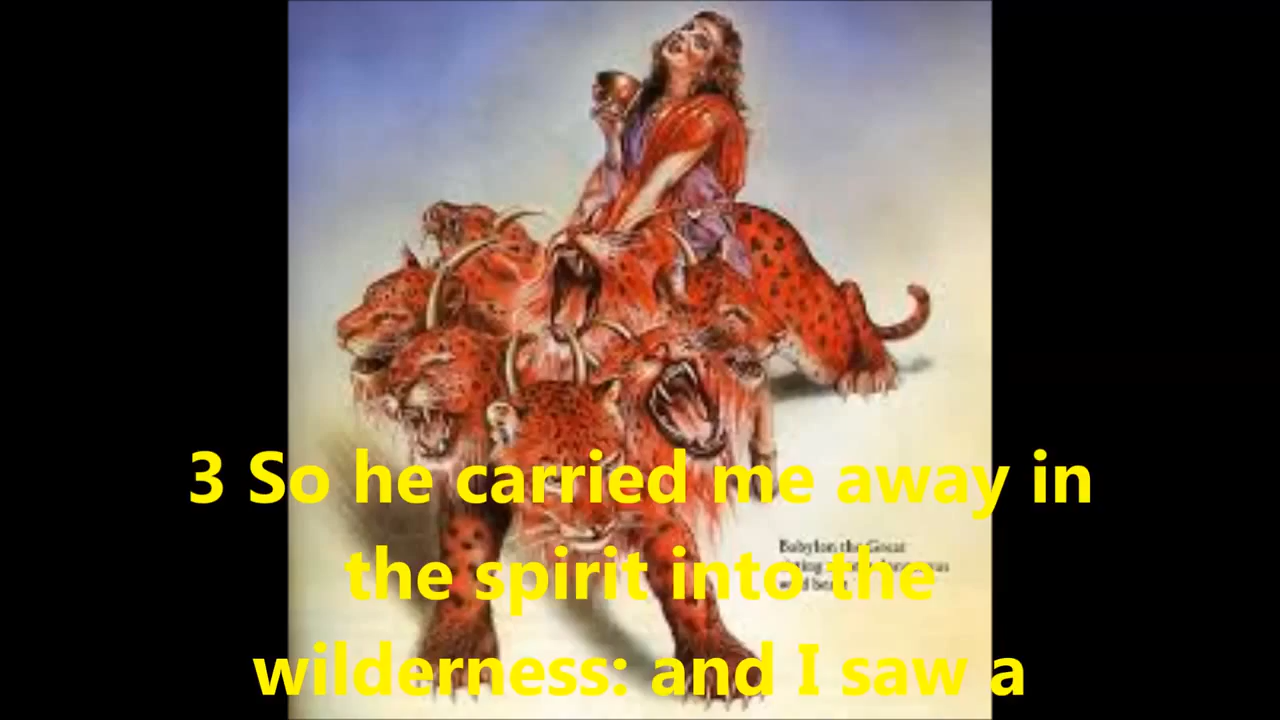 3 So he carried me away in
the spirit into the
wilderness: and I saw a
Babylon the Great